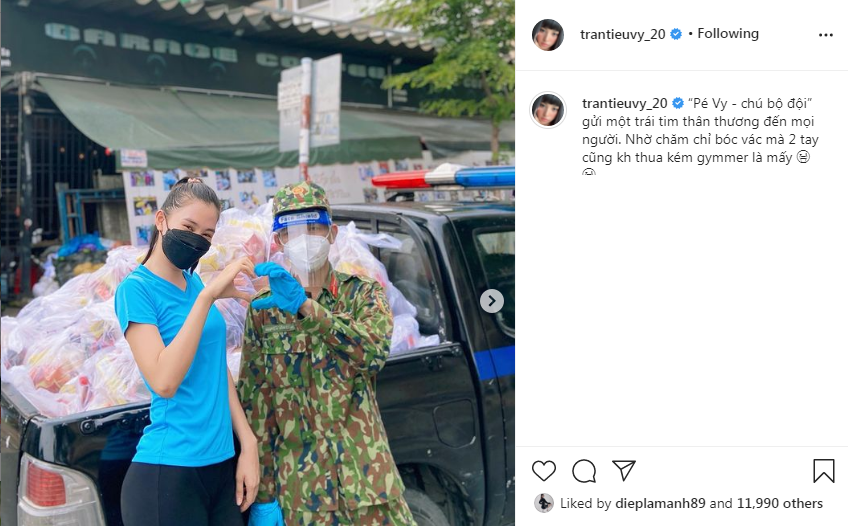 GARAGE
trantieuvy_20 • Following
trantieuvy_20 “Pé Vy - chú bộ đội”
gửi một trái tim thân thương đến mọi
người. Nhờ chăm chỉ bóc vác mà 2 tay
cũng kh thua kém gymmer là mấy
Liked by dieplamanh89 and 11,990 others